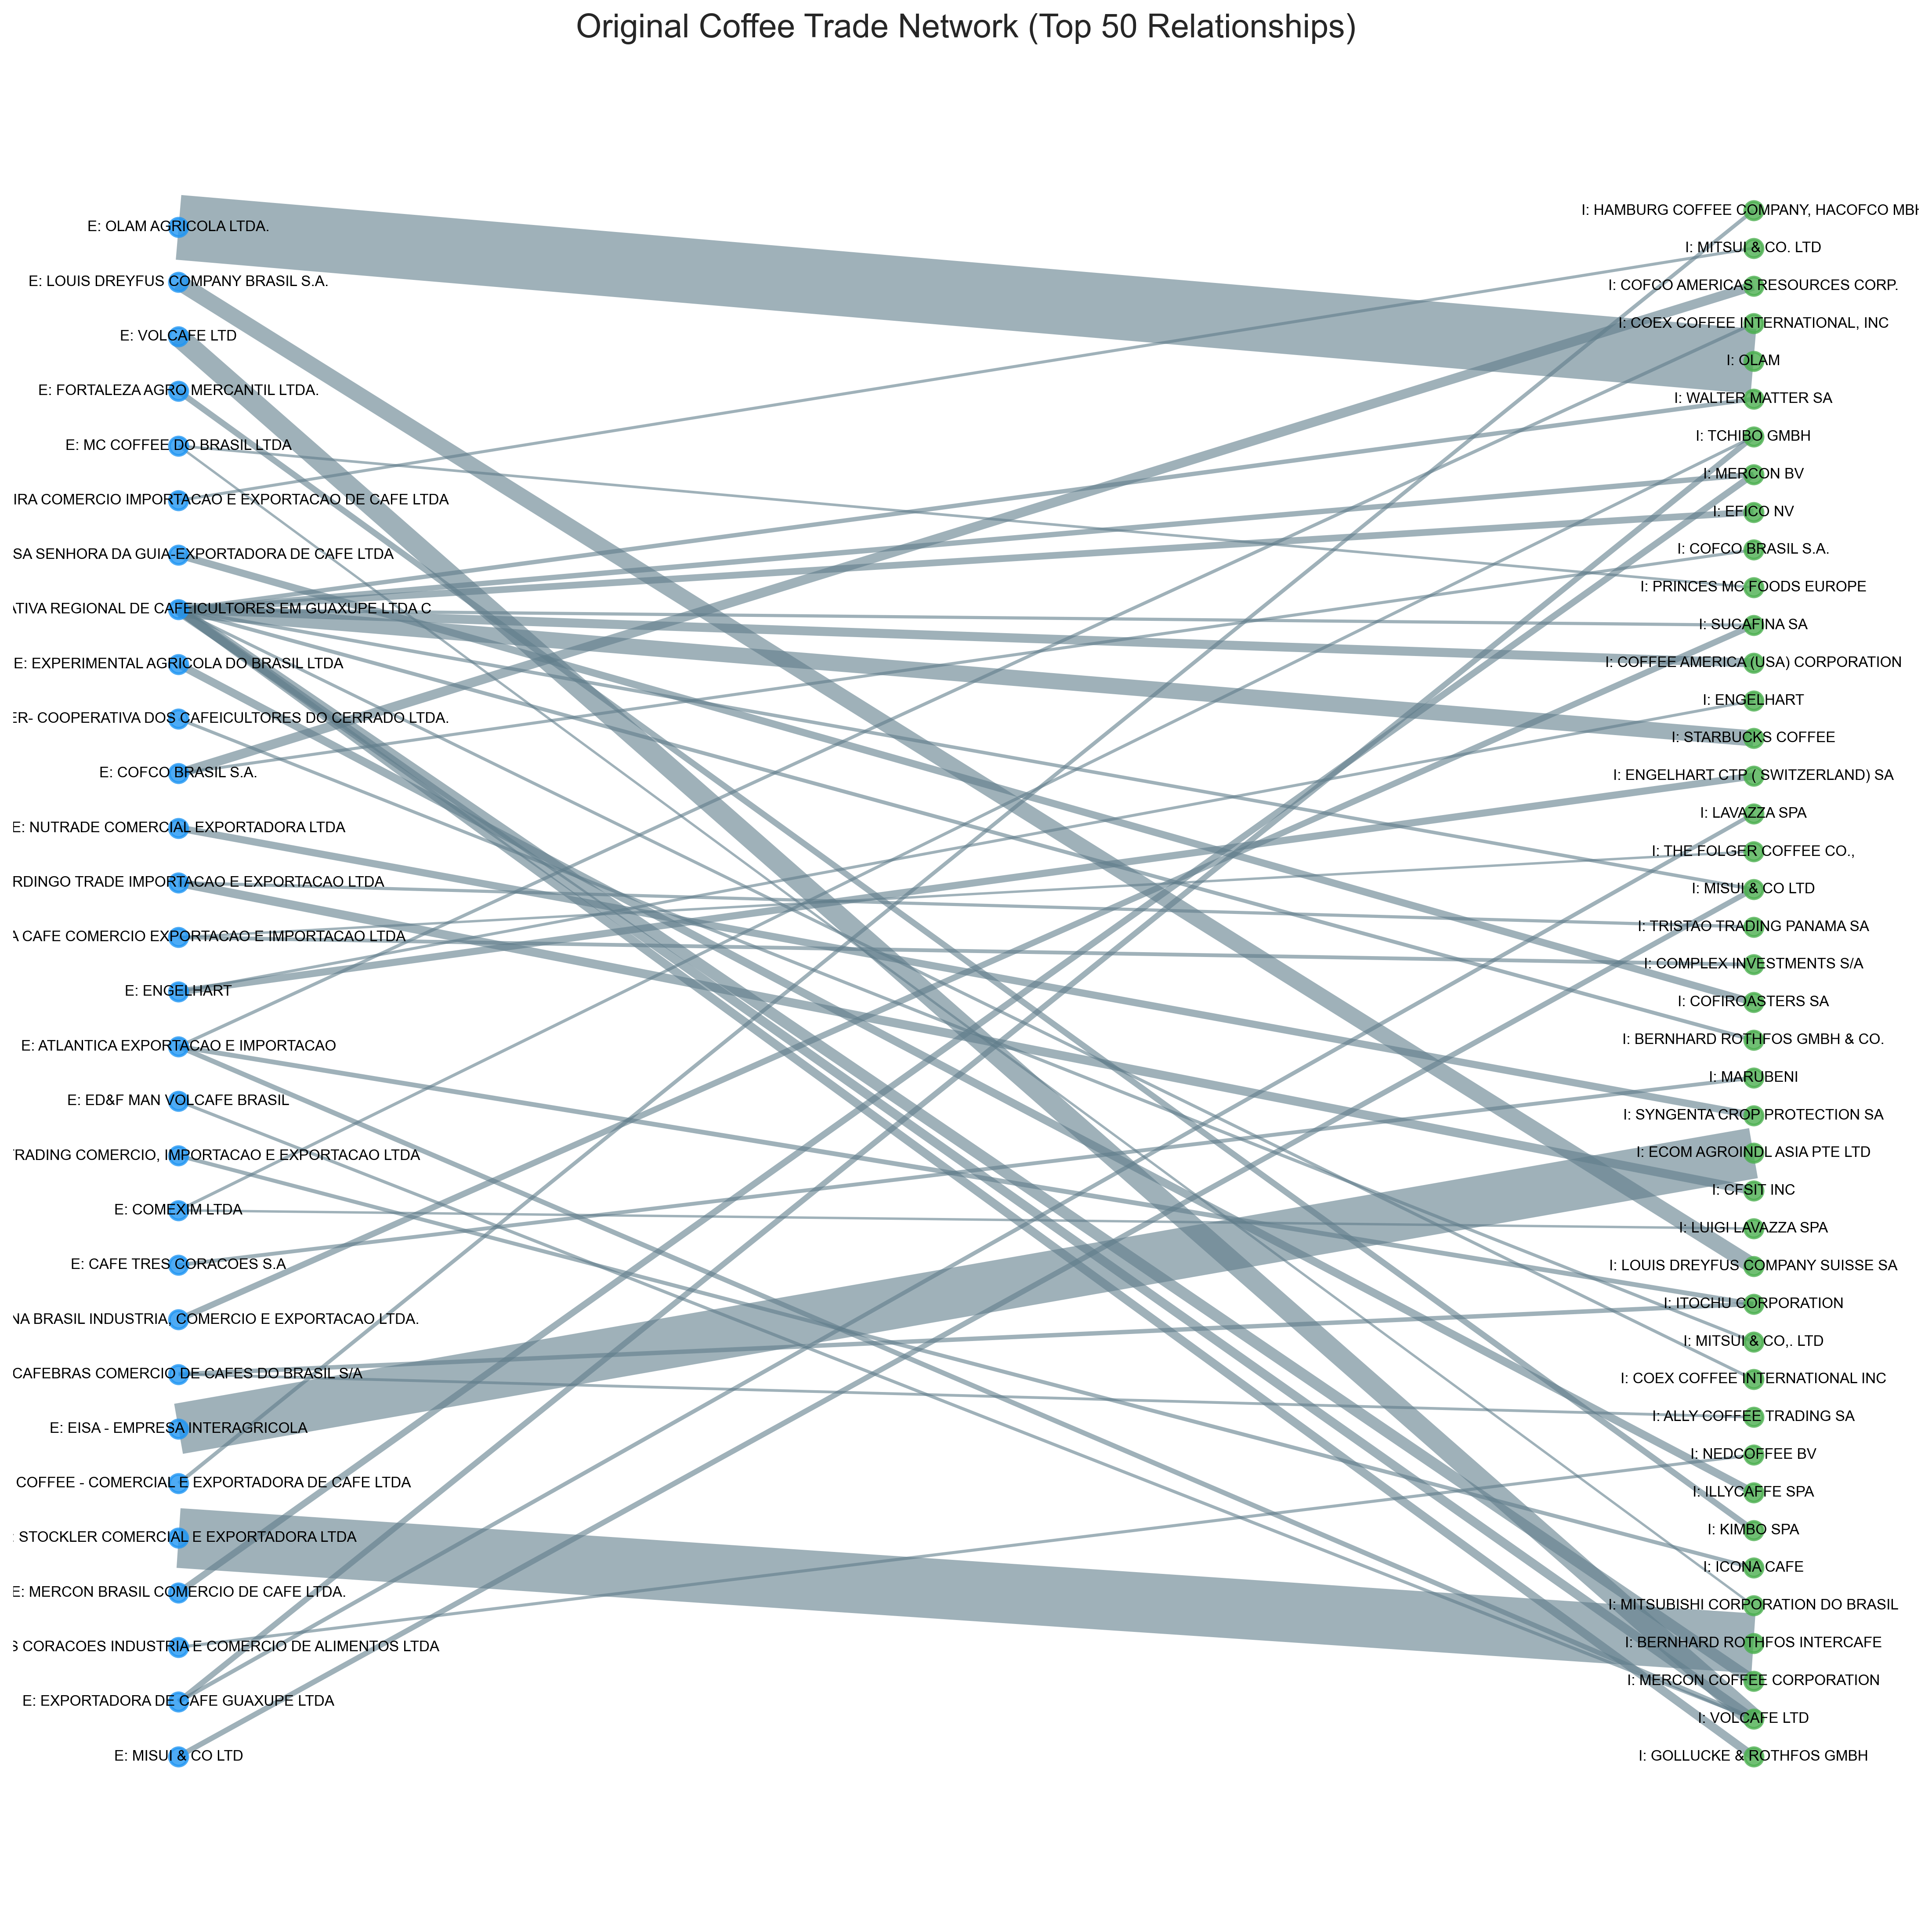 Original Coffee Trade Network (Top 50 Relationships)
E: OLAM AGRICOLA LTDA.
E: LOUIS DREYFUS COMPANY BRASIL S.A.
E: VOLCAFE LTD
E: FORTALEZA AGRO MERCANTIL LTDA.
E: MC COFFEE DO BRASIL LTDA
IRA COMERCIO IMPORTACAO E EXPORTACAO DE CAFE LTDA
SA SENHORA DA GUIA-EXPORTADORA DE CAFE LTDA
ATIVA REGIONAL DE CAFEICULTORES EM GUAXUPE LTDA C
E: EXPERIMENTAL AGRICOLA DO BRASIL LTDA
ER- COOPERATIVA DOS CAFEICULTORES DO CERRADO LTDA.
E: COFCO BRASIL S.A.
E: NUTRADE COMERCIAL EXPORTADORA LTDA
RDINGO TRADE IMPORTACAO E EXPORTACAO LTDA
A CAFE COMERCIO EXPORTACAO E IMPORTACAO LTDA
E: ENGELHART
E: ATLANTICA EXPORTACAO E IMPORTACAO
E: ED&F MAN VOLCAFE BRASIL
TRADING COMERCIO, IMPORTACAO E EXPORTACAO LTDA
E: COMEXIM LTDA
E: CAFE TRES CORACOES S.A
NA BRASIL INDUSTRIA, COMERCIO E EXPORTACAO LTDA.
CAFEBRAS COMERCIO DE CAFES DO BRASIL S/A
E: EISA - EMPRESA INTERAGRICOLA
COFFEE - COMERCIAL E EXPORTADORA DE CAFE LTDA
: STOCKLER COMERCIAL E EXPORTADORA LTDA
E: MERCON BRASIL COMERCIO DE CAFE LTDA.
S CORACOES INDUSTRIA E COMERCIO DE ALIMENTOS LTDA
E: EXPORTADORA DE CAFE GUAXUPE LTDA
E: MISUI & CO LTD
I: HAMBURG COFFEE COMPANY, HACOFCO MBH
I: MITSUI & CO. LTD
I: COFCO AMERICAS RESOURCES CORP.
I: COEX COFFEE INTERNATIONAL, INC
I: OLAM
I: WALTER MATTER SA
I: TCHIBO GMBH
I: MERCON BV
I: EFICO NV
I: COFCO BRASIL S.A.
I: PRINCES MC FOODS EUROPE
I: SUCAFINA SA
I: COFFEE AMERICA (USA) CORPORATION
I: ENGELHART
I: STARBUCKS COFFEE
I: ENGELHART CTP ( SWITZERLAND) SA
I: LAVAZZA SPA
I: THE FOLGER COFFEE CO.,
I: MISUI & CO LTD
I: TRISTAO TRADING PANAMA SA
I: COMPLEX INVESTMENTS S/A
I: COFIROASTERS SA
I: BERNHARD ROTHFOS GMBH & CO.
I: MARUBENI
I: SYNGENTA CROP PROTECTION SA
I: ECOM AGROINDL ASIA PTE LTD
I: CFSIT INC
I: LUIGI LAVAZZA SPA
I: LOUIS DREYFUS COMPANY SUISSE SA
I: ITOCHU CORPORATION
I: MITSUI & CO,. LTD
I: COEX COFFEE INTERNATIONAL INC
I: ALLY COFFEE TRADING SA
I: NEDCOFFEE BV
I: ILLYCAFFE SPA
I: KIMBO SPA
I: ICONA CAFE
I: MITSUBISHI CORPORATION DO BRASIL
I: BERNHARD ROTHFOS INTERCAFE
I: MERCON COFFEE CORPORATION
I: VOLCAFE LTD
I: GOLLUCKE & ROTHFOS GMBH